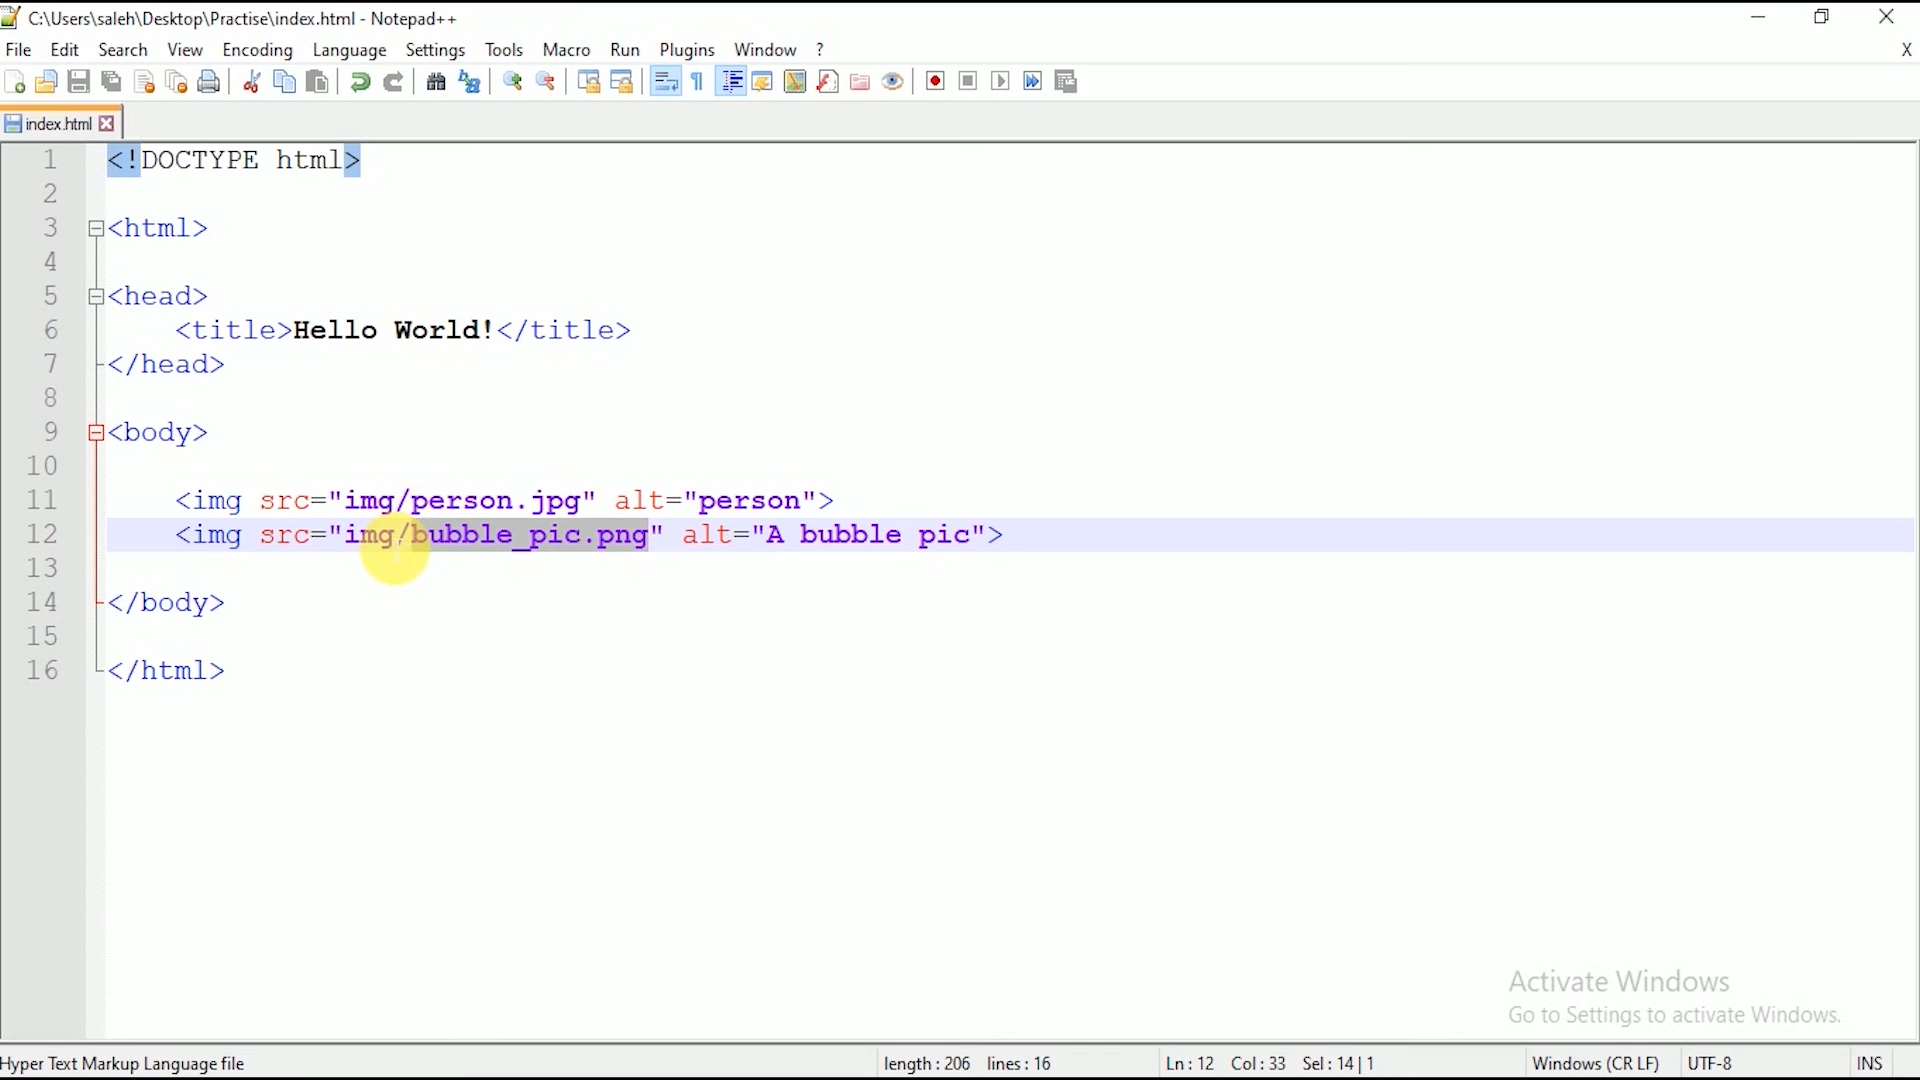 C:\Users\saleh\Desktop\Practise\index.html - Notepad++
File Edit Search View Encoding Language Settings Tools Macro Run Plugins Window ? X
index.html
1 <!DOCTYPE html>
2
3 <html>
4
5 <head>
6 <title>Hello World!</title>
7 </head>
8
9 <body>
10
11 <img src="img/person.jpg" alt="person">
12 <img src="img/bubble_pic.png" alt="A bubble pic">
13
14 </body>
15
16 </html>
Activate Windows
Go to Settings to activate Windows.
Hyper Text Markup Language file length : 206 lines : 16 Ln : 12 Col : 33 Sel : 14 | 1 Windows (CR LF) UTF-8 INS